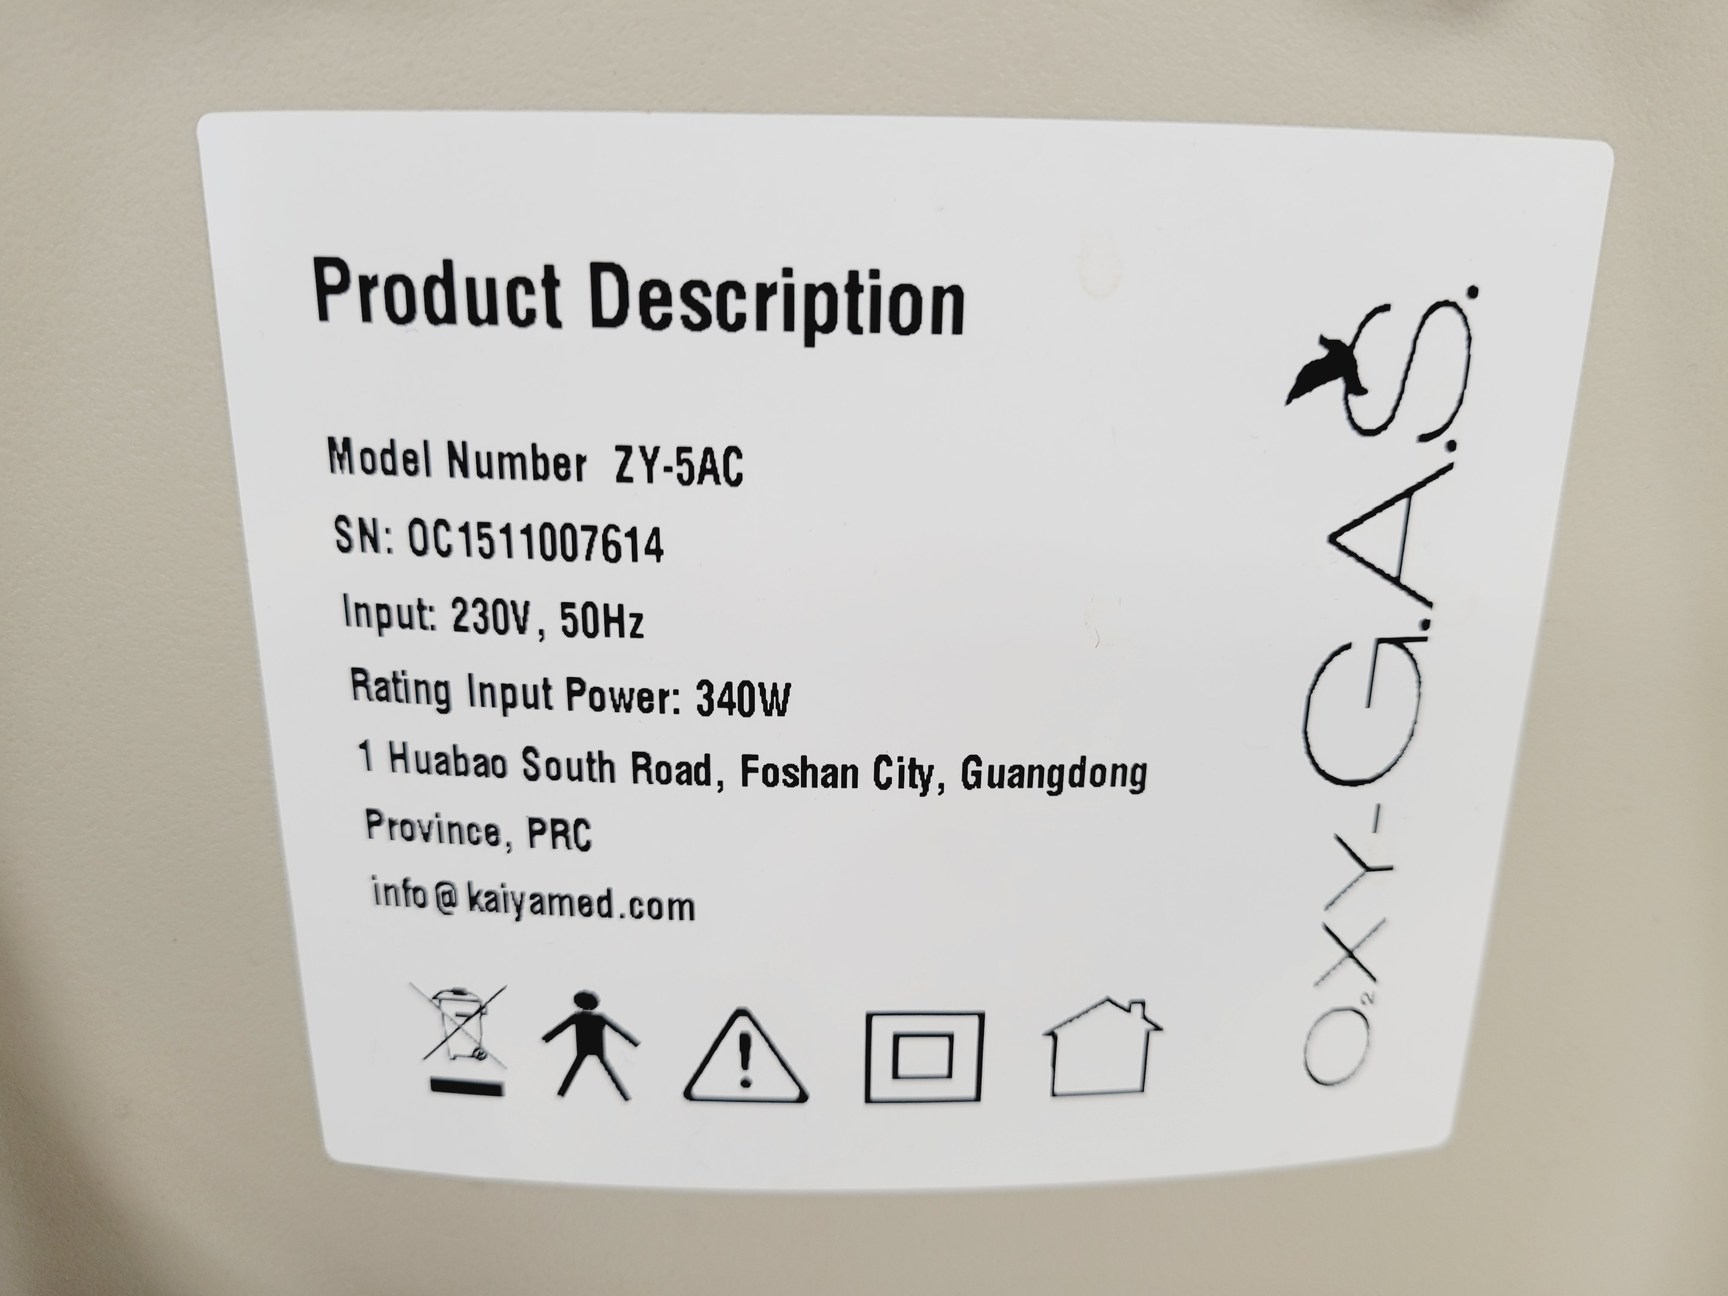 Product Description
Model Number ZY-5AC
SN: OC1511007614
Input: 230V, 50Hz
Rating Input Power: 340W
1 Huabao South Road, Foshan City, Guangdong
Province, PRC
info@kaiyamed.com
O₂XY-G.A.S.